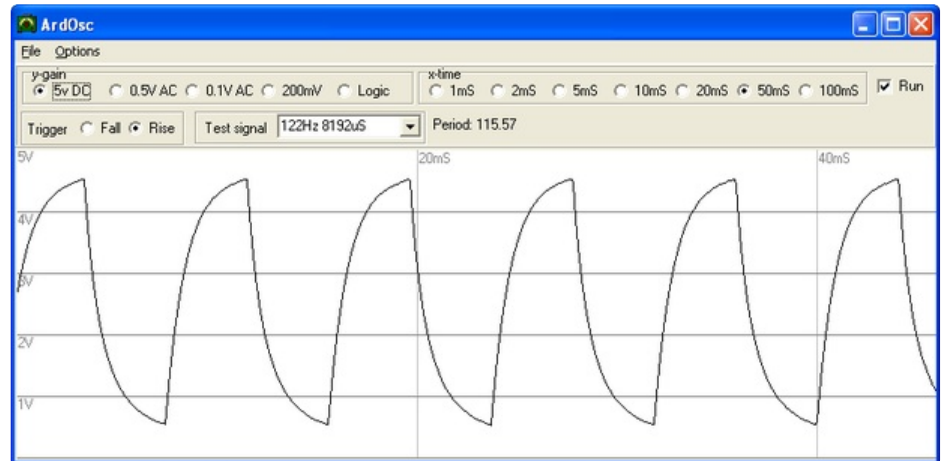 ArdOsc
File Options
y-gain
5v DC 0.5V AC 0.1V AC 200mV Logic
x-time
1mS 2mS 5mS 10mS 20mS 50mS 100mS
Run
Trigger Fall Rise
Test signal 122Hz 8192uS
Period: 115.57
5V 20mS 40mS
4V
3V
2V
1V